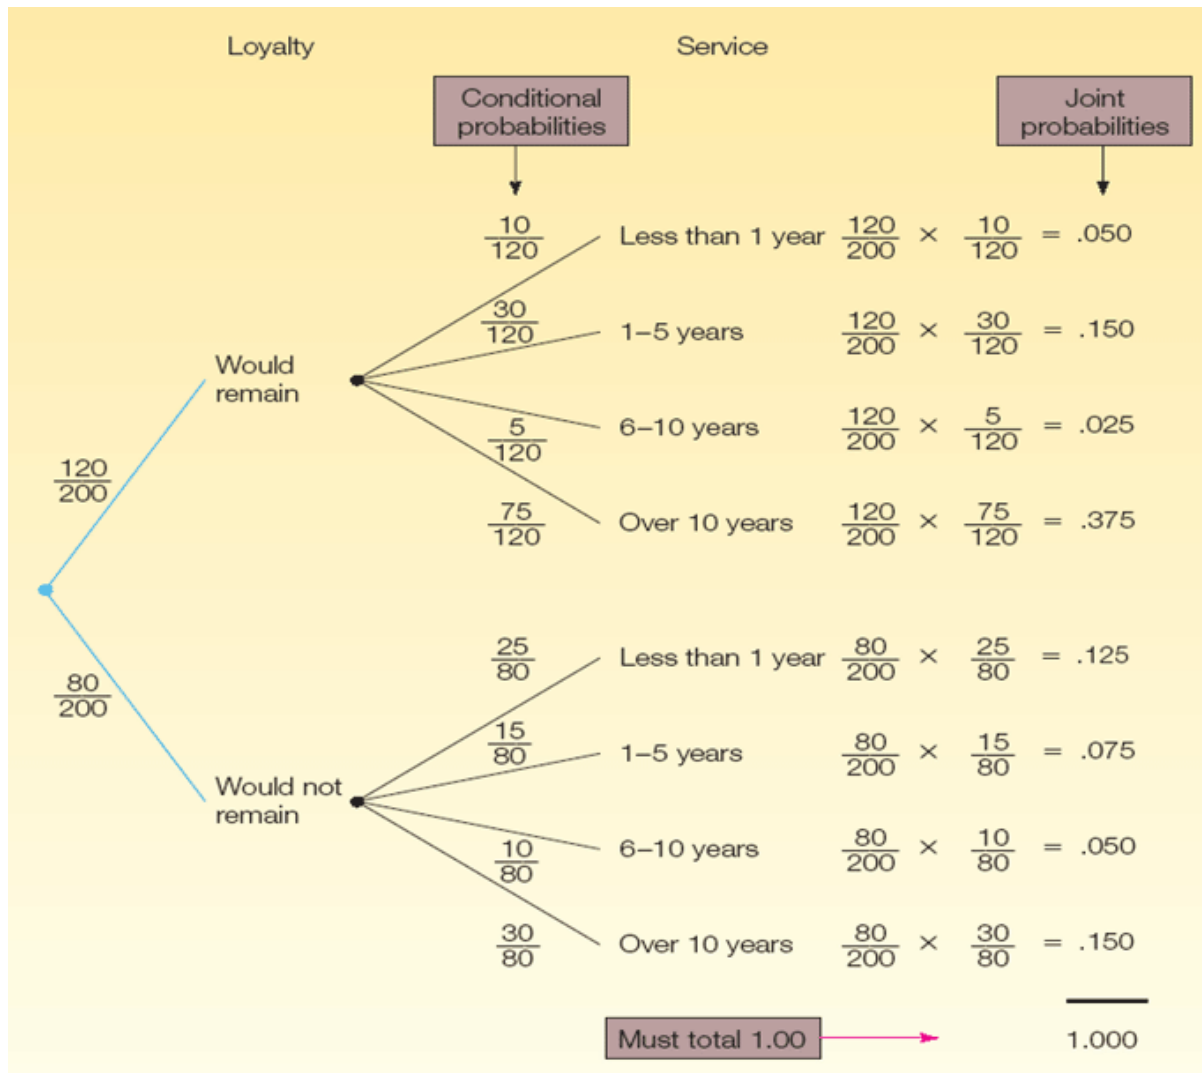 Loyalty Service
Conditional
probabilities
Joint
probabilities
10/120 Less than 1 year 120/200 × 10/120 = .050
30/120 1–5 years 120/200 × 30/120 = .150
Would
remain
5/120 6–10 years 120/200 × 5/120 = .025
120/200
75/120 Over 10 years 120/200 × 75/120 = .375
25/80 Less than 1 year 80/200 × 25/80 = .125
80/200
15/80 1–5 years 80/200 × 15/80 = .075
Would not
remain
10/80 6–10 years 80/200 × 10/80 = .050
30/80 Over 10 years 80/200 × 30/80 = .150
Must total 1.00 1.000